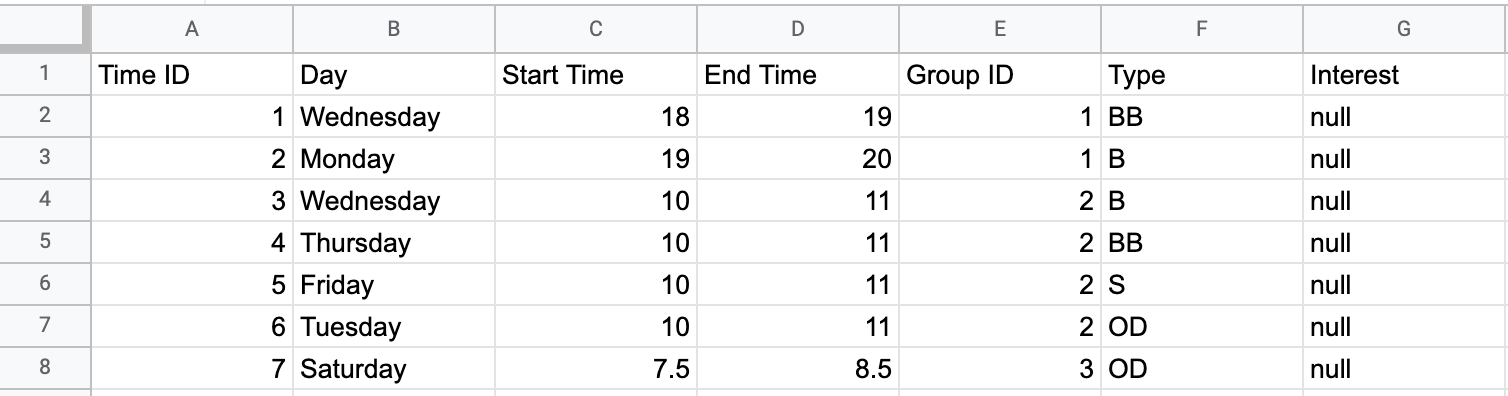 A B C D E F G
1 Time ID Day Start Time End Time Group ID Type Interest
2 1 Wednesday 18 19 1 BB null
3 2 Monday 19 20 1 B null
4 3 Wednesday 10 11 2 B null
5 4 Thursday 10 11 2 BB null
6 5 Friday 10 11 2 S null
7 6 Tuesday 10 11 2 OD null
8 7 Saturday 7.5 8.5 3 OD null